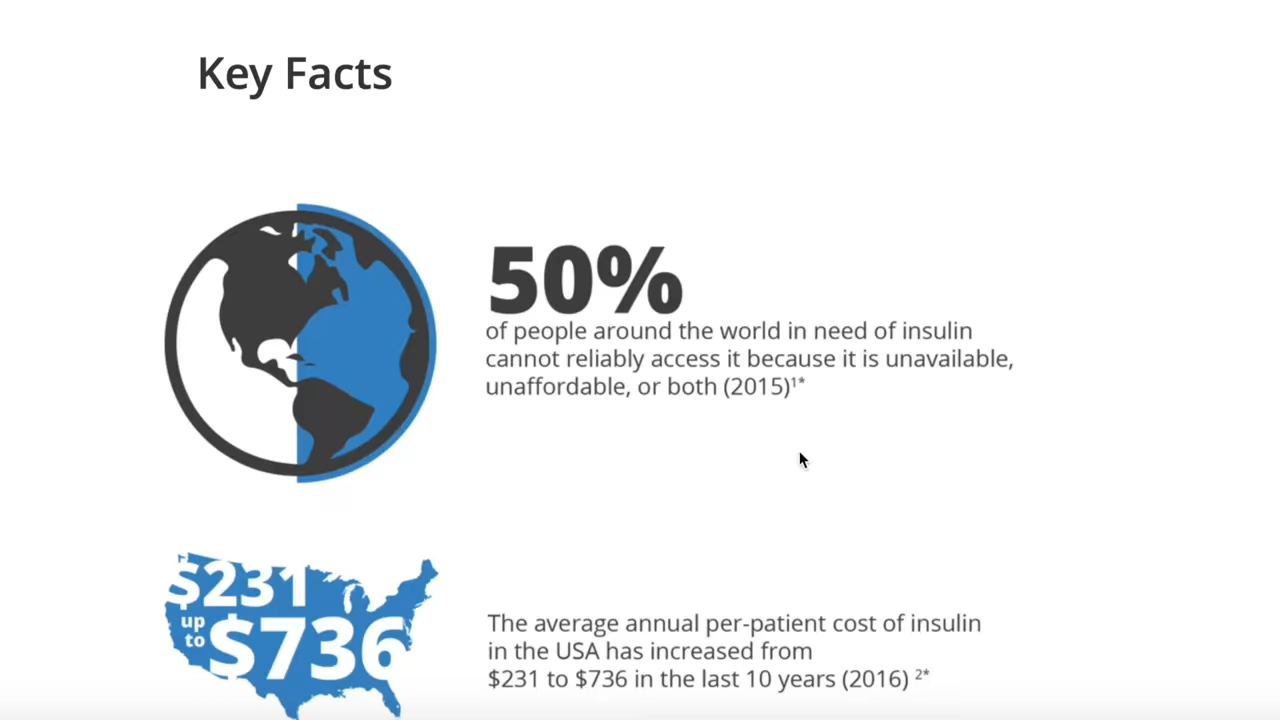 Key Facts
50%
of people around the world in need of insulin
cannot reliably access it because it is unavailable,
unaffordable, or both (2015)¹*
$231
up
to
$736
The average annual per-patient cost of insulin
in the USA has increased from
$231 to $736 in the last 10 years (2016) ²*